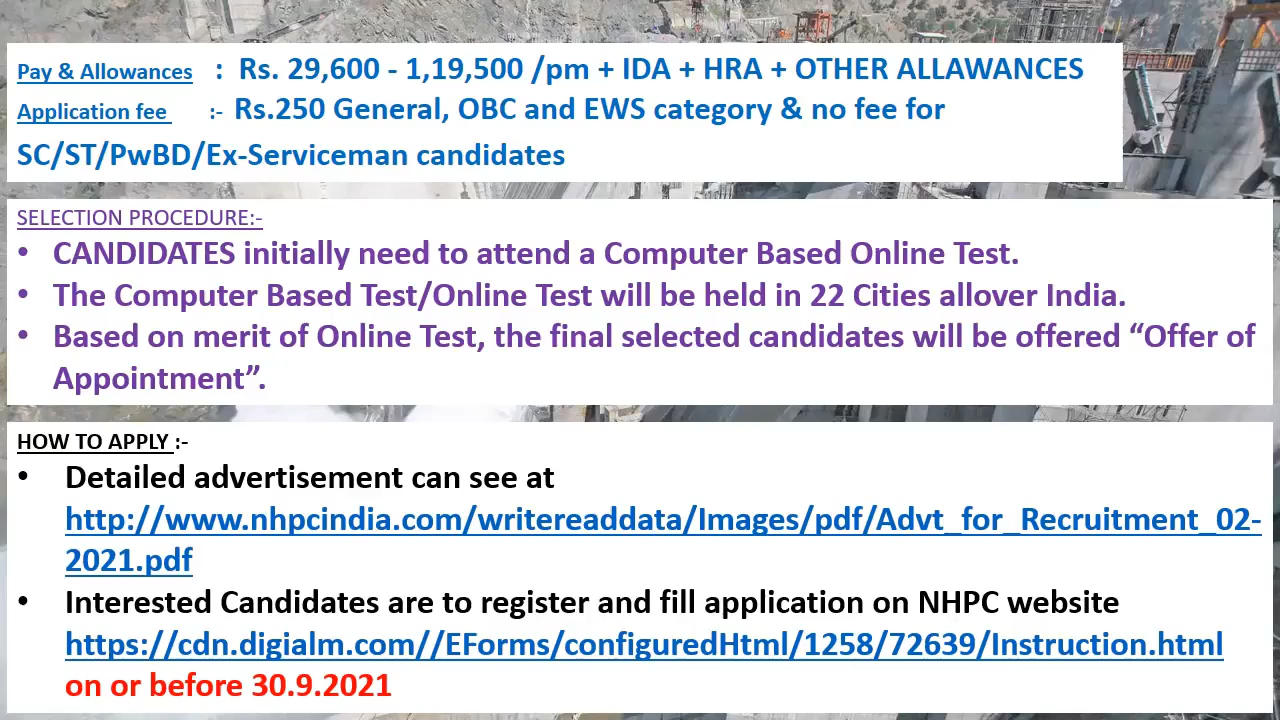 Pay & Allowances : Rs. 29,600 - 1,19,500 /pm + IDA + HRA + OTHER ALLAWANCES
Application fee :- Rs.250 General, OBC and EWS category & no fee for
SC/ST/PwBD/Ex-Serviceman candidates
SELECTION PROCEDURE:-
• CANDIDATES initially need to attend a Computer Based Online Test.
• The Computer Based Test/Online Test will be held in 22 Cities allover India.
• Based on merit of Online Test, the final selected candidates will be offered “Offer of
Appointment”.
HOW TO APPLY :-
• Detailed advertisement can see at
http://www.nhpcindia.com/writereaddata/Images/pdf/Advt_for_Recruitment_02-
2021.pdf
• Interested Candidates are to register and fill application on NHPC website
https://cdn.digialm.com//EForms/configuredHtml/1258/72639/Instruction.html
on or before 30.9.2021